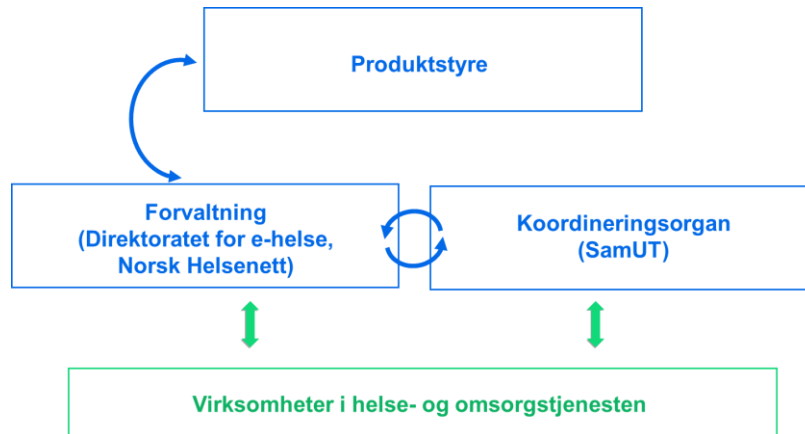 Produktstyre
Forvaltning
(Direktoratet for e-helse,
Norsk Helsenett)
Koordineringsorgan
(SamUT)
Virksomheter i helse- og omsorgstjenesten